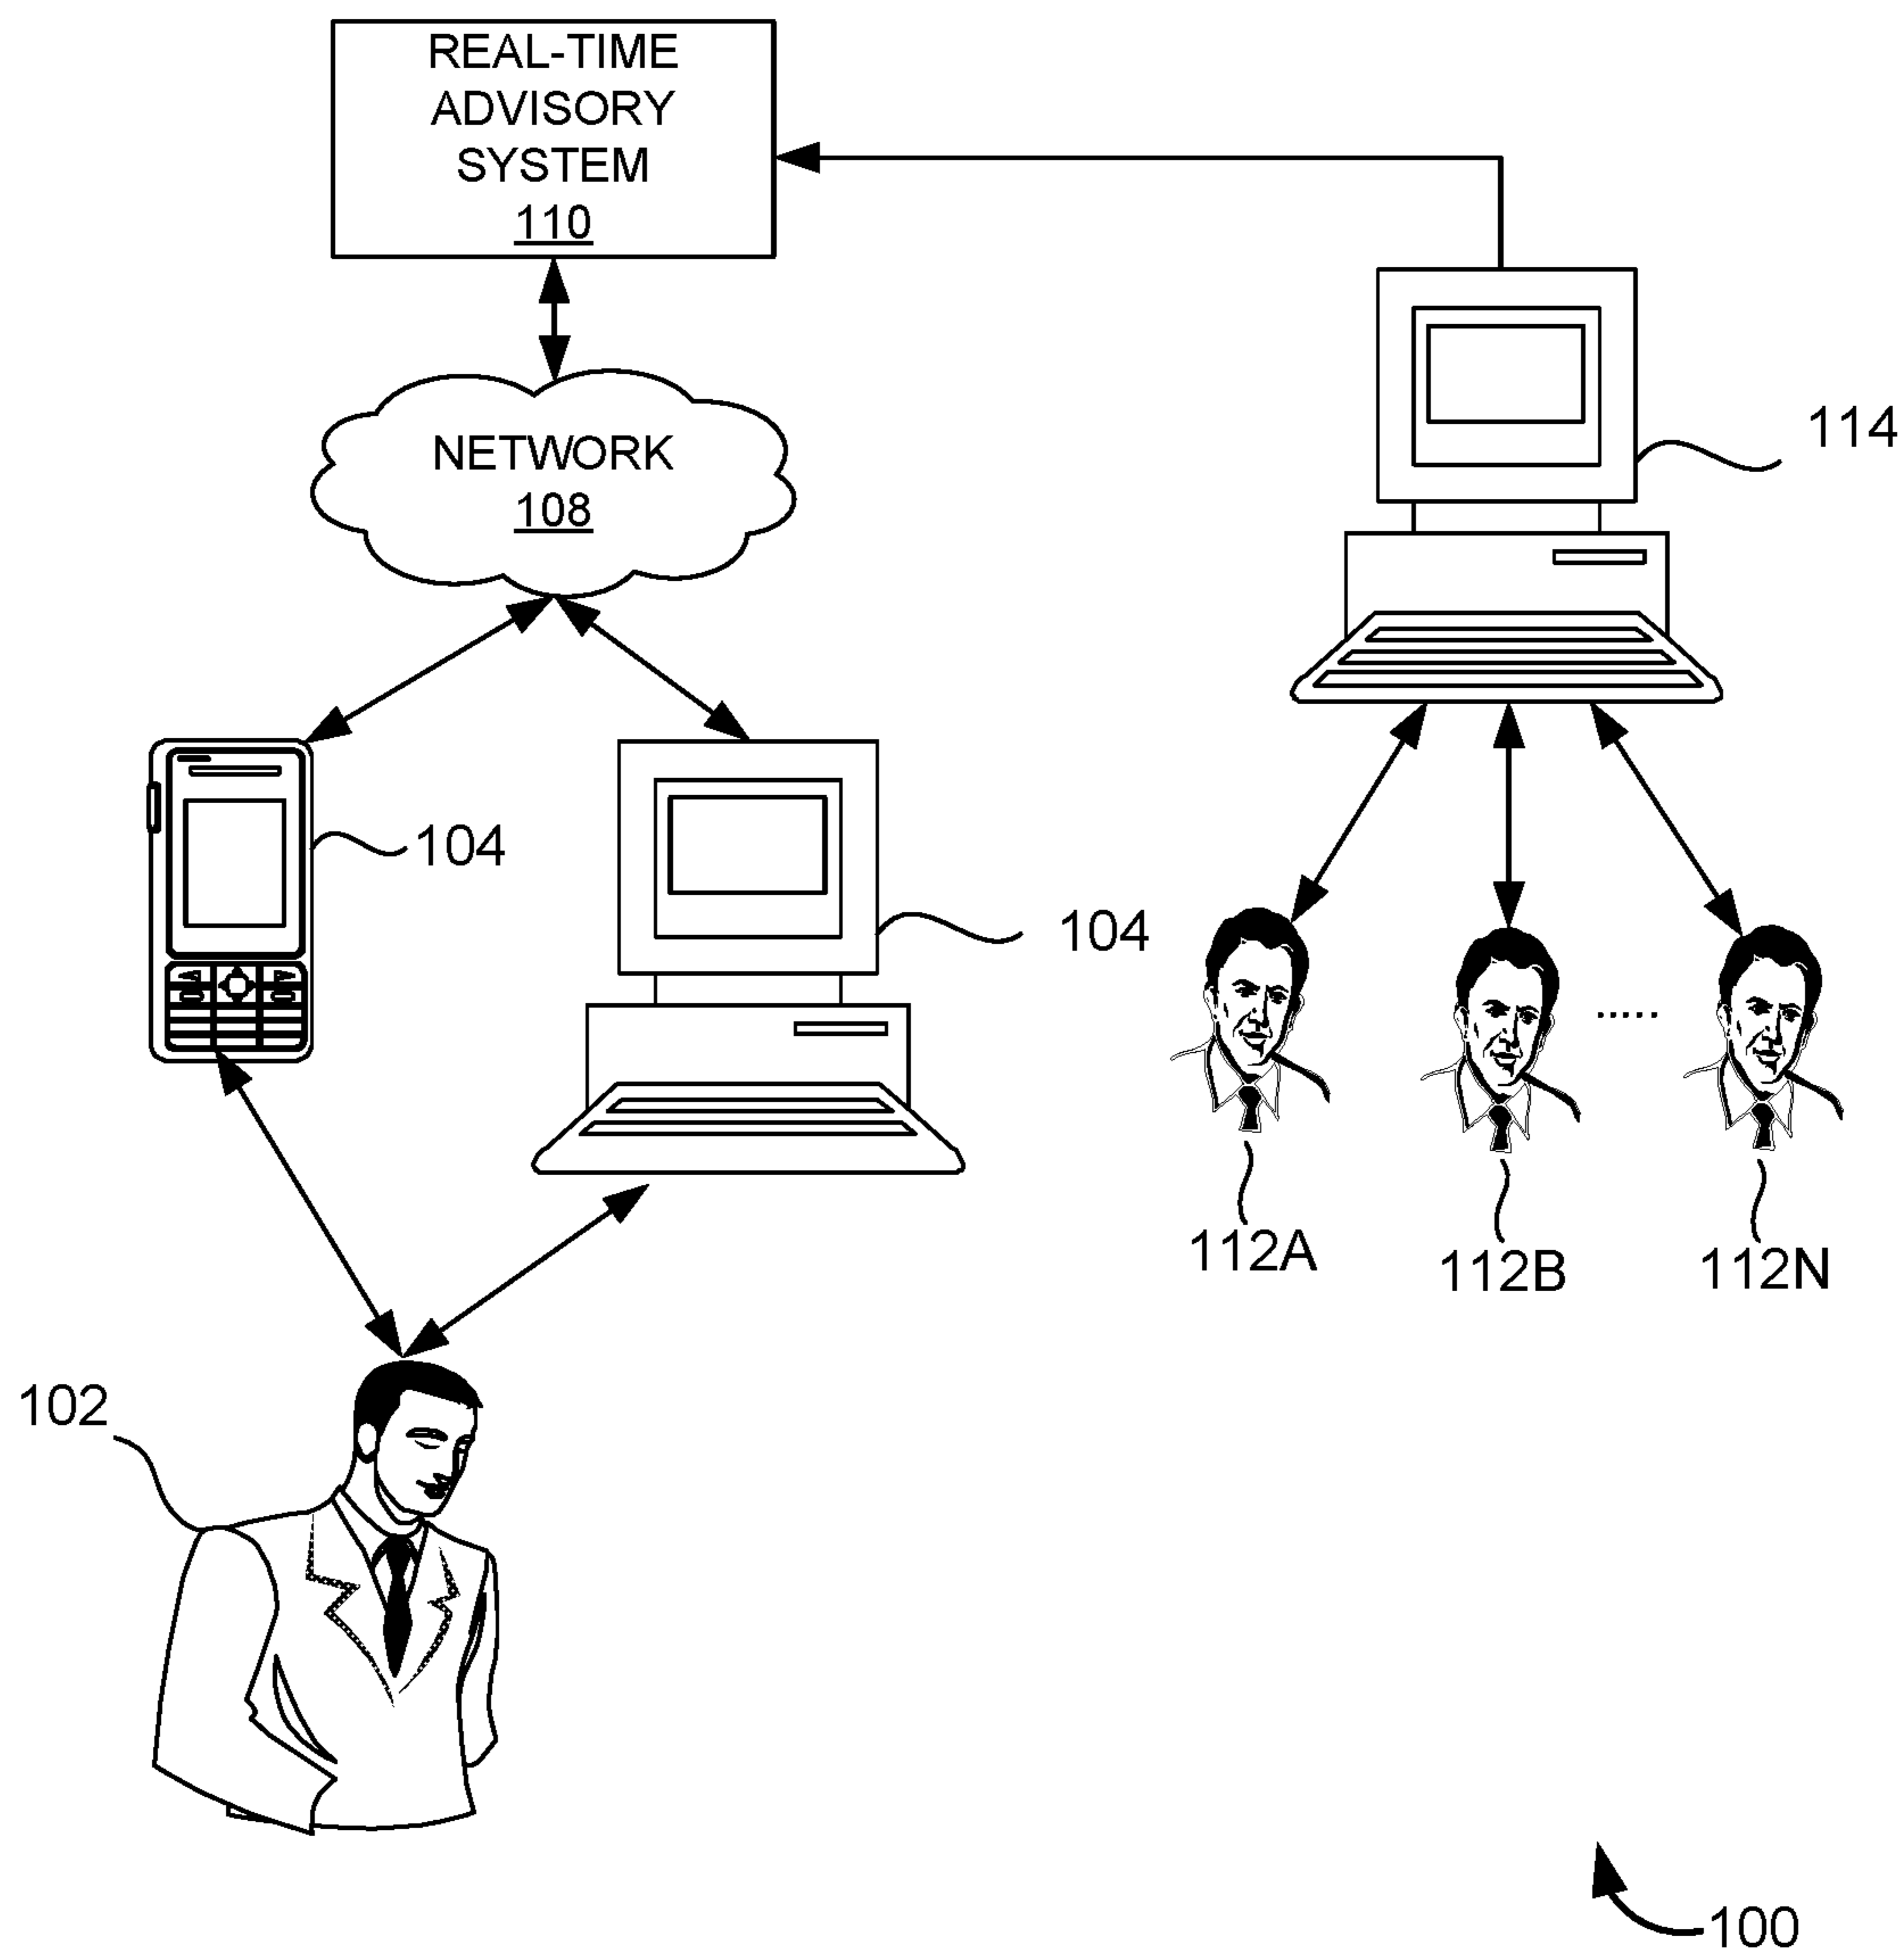 REAL-TIME
ADVISORY
SYSTEM
110
NETWORK
108
114
104
104
112A
112B
112N
102
100